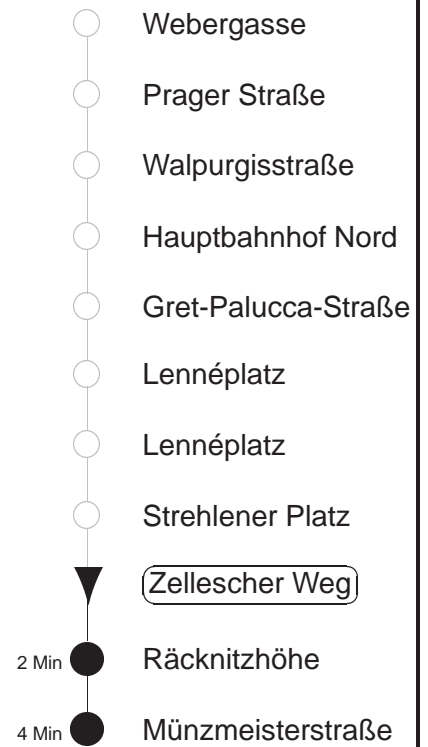 Webergasse
Prager Straße
Walpurgisstraße
Hauptbahnhof Nord
Gret-Palucca-Straße
Lennéplatz
Lennéplatz
Strehlener Platz
Zellescher Weg
2 Min Räcknitzhöhe
4 Min Münzmeisterstraße